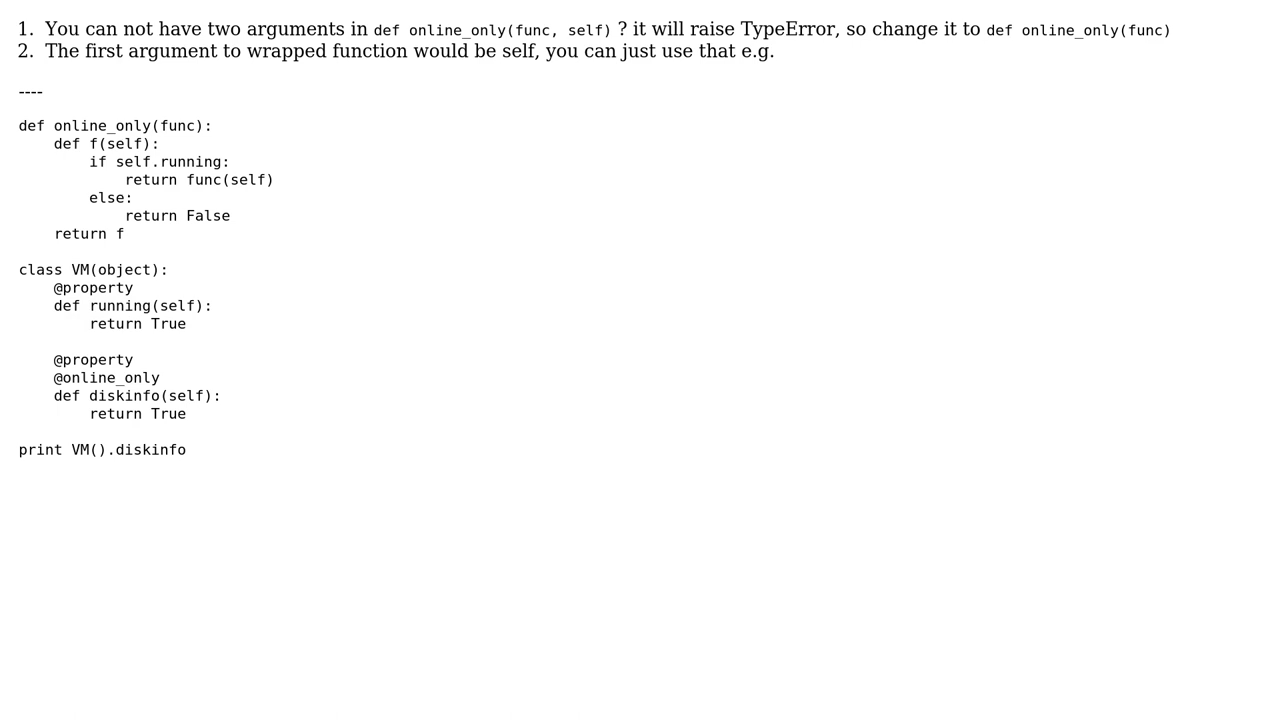 1. You can not have two arguments in def online_only(func, self) ? it will raise TypeError, so change it to def online_only(func)
2. The first argument to wrapped function would be self, you can just use that e.g.
----
def online_only(func):
    def f(self):
        if self.running:
            return func(self)
        else:
            return False
    return f
class VM(object):
    @property
    def running(self):
        return True
    @property
    @online_only
    def diskinfo(self):
        return True
print VM().diskinfo